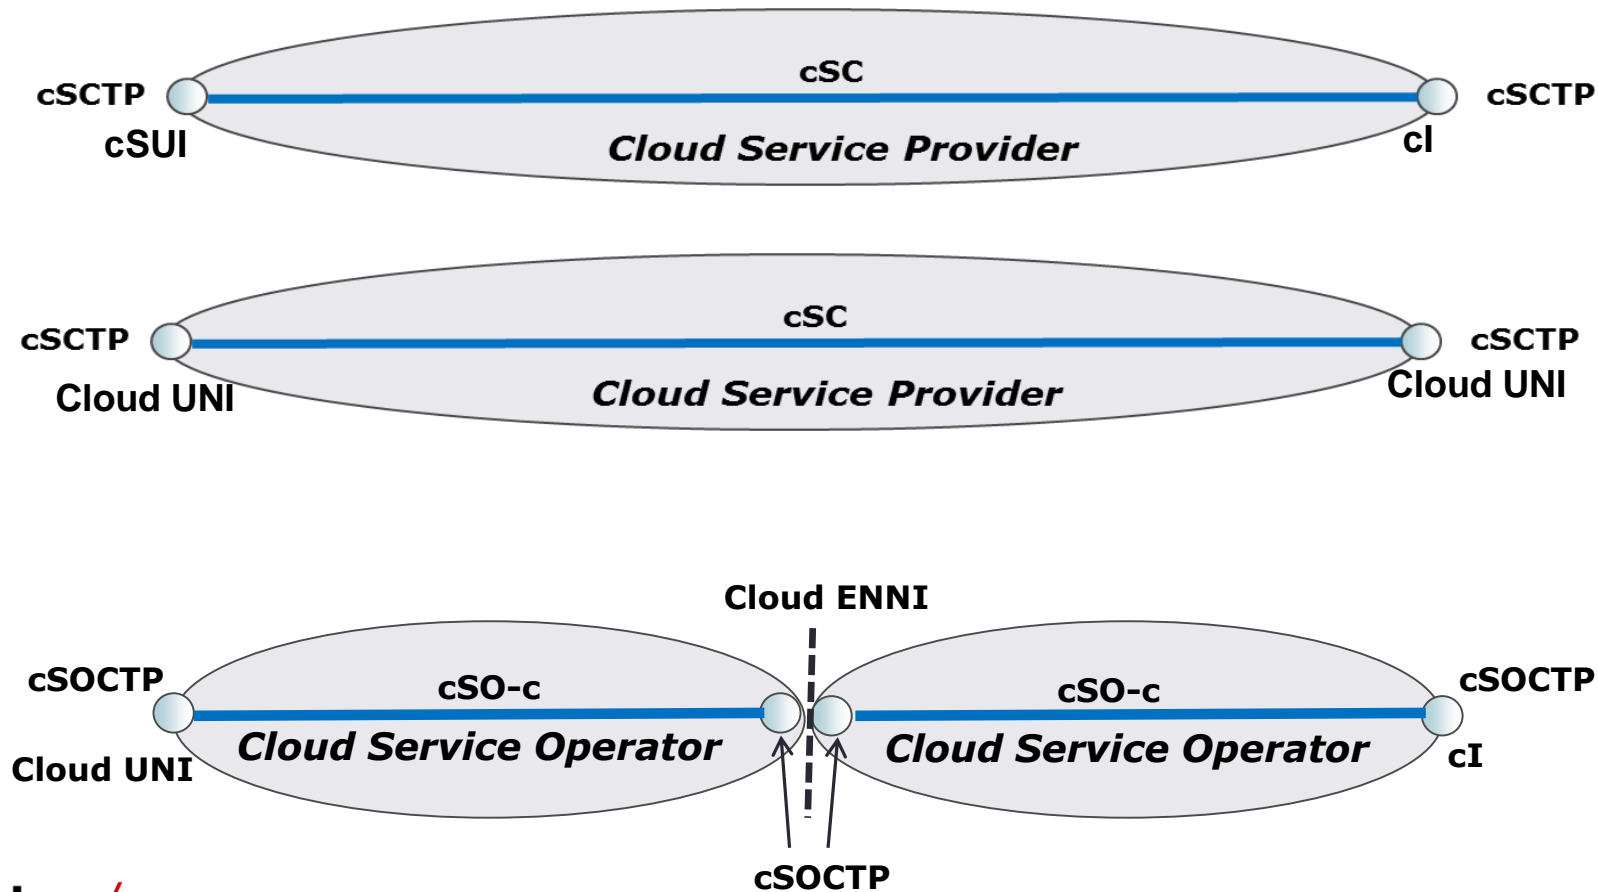 cSC
cSCTP
cSCTP
cSUI
Cloud Service Provider
cI
cSC
cSCTP
cSCTP
Cloud UNI
Cloud Service Provider
Cloud UNI
Cloud ENNI
cSOCTP
cSO-c
cSO-c
cSOCTP
Cloud Service Operator
Cloud Service Operator
Cloud UNI
cI
cSOCTP